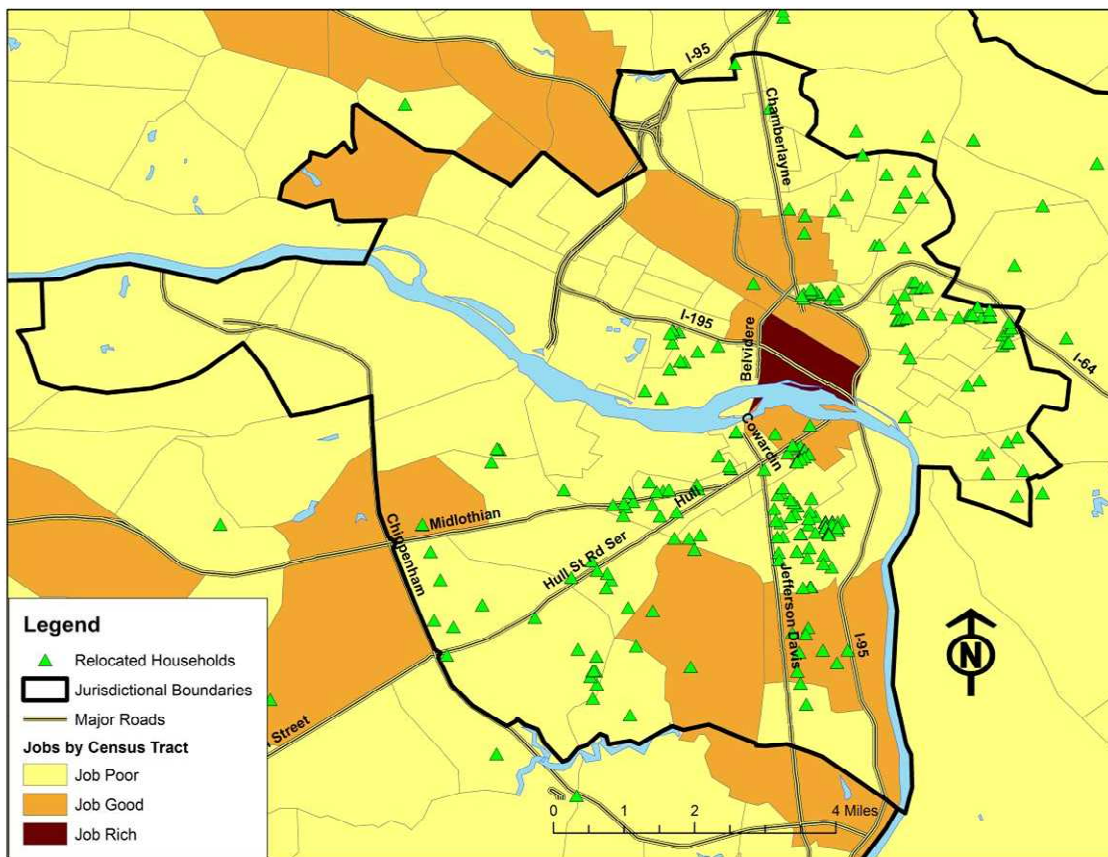 I-95
Chamberlayne
I-195
Belvidere
I-64
Cowardin
Hull
Midlothian
Chippenham
Hull St Rd Ser
Jefferson Davis
I-95
N
Street
Legend
Relocated Households
Jurisdictional Boundaries
Major Roads
Jobs by Census Tract
Job Poor
Job Good
Job Rich
0 1 2 4 Miles